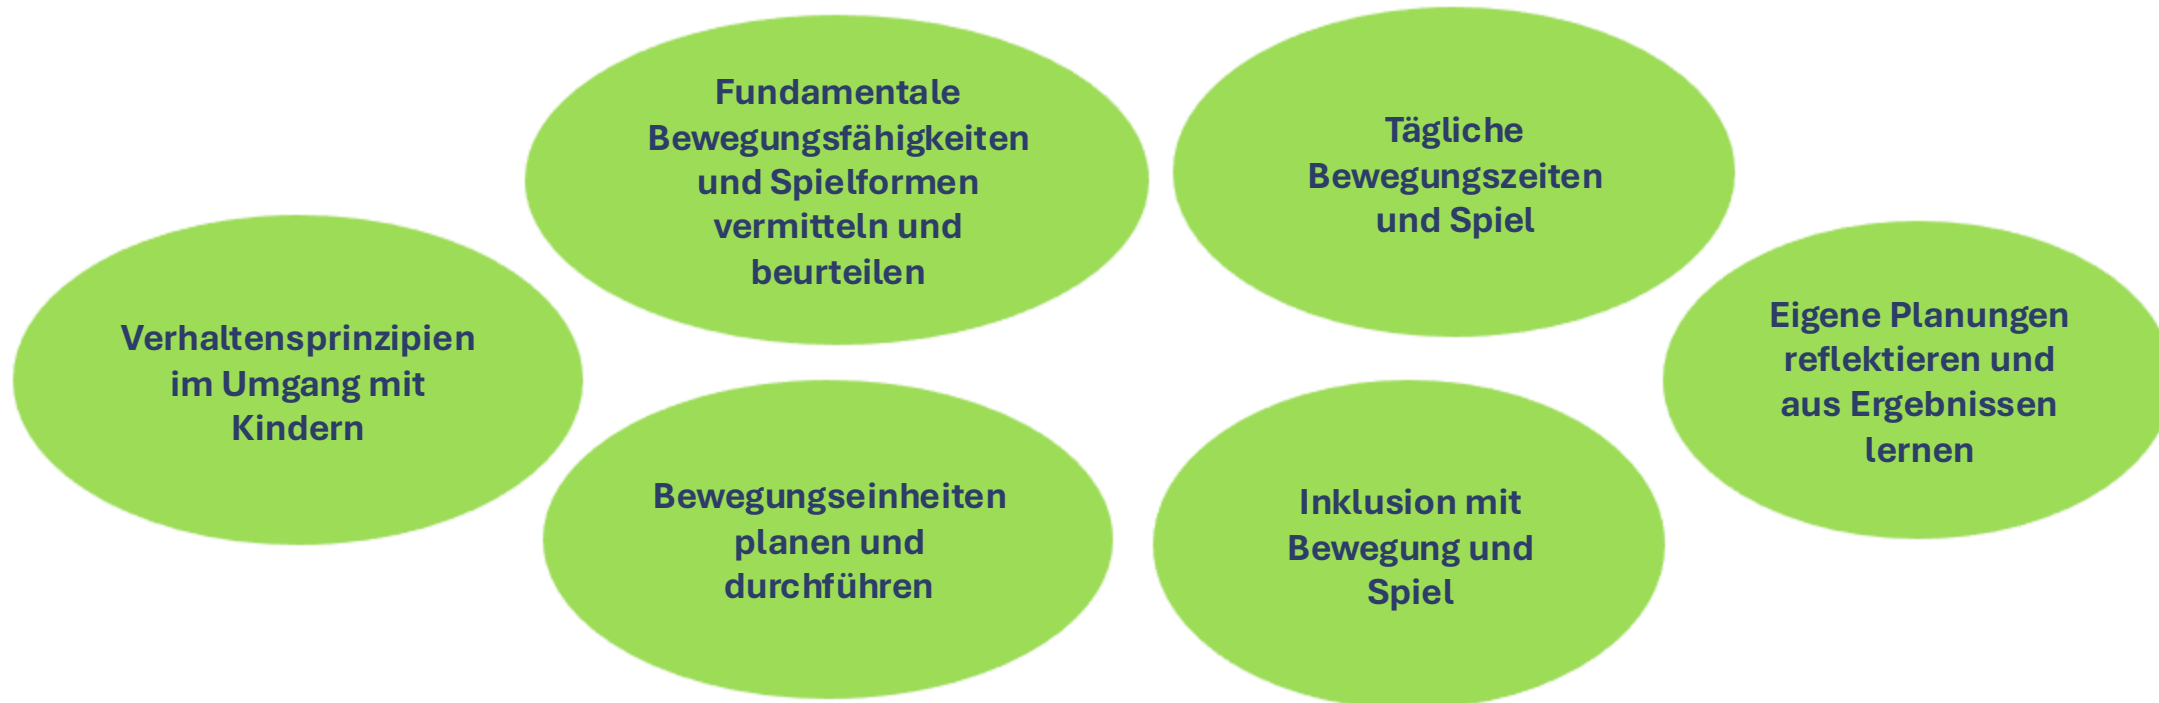 Verhaltensprinzipien
im Umgang mit
Kindern
Fundamentale
Bewegungsfähigkeiten
und Spielformen
vermitteln und
beurteilen
Bewegungseinheiten
planen und
durchführen
Tägliche
Bewegungszeiten
und Spiel
Inklusion mit
Bewegung und
Spiel
Eigene Planungen
reflektieren und
aus Ergebnissen
lernen